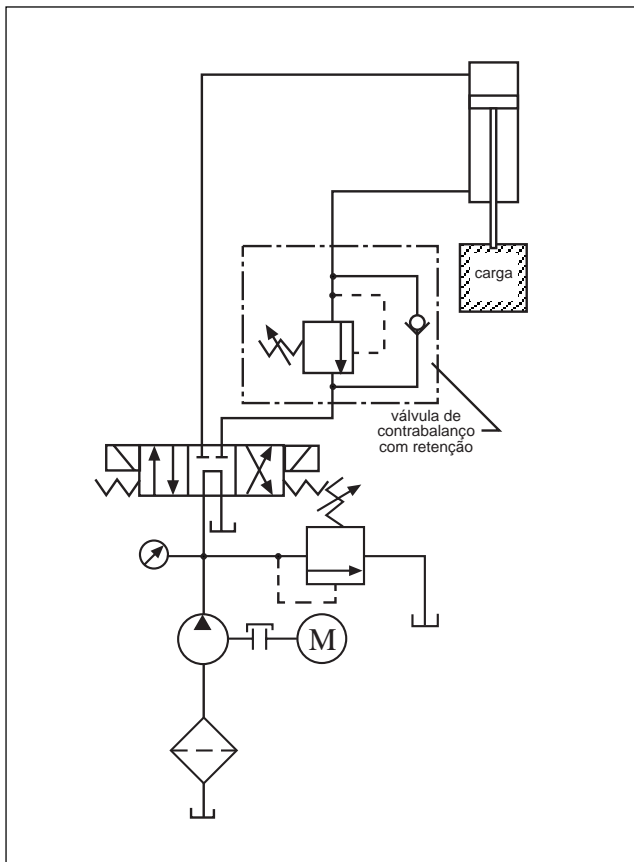 carga
válvula de
contrabalanço
com retenção
M